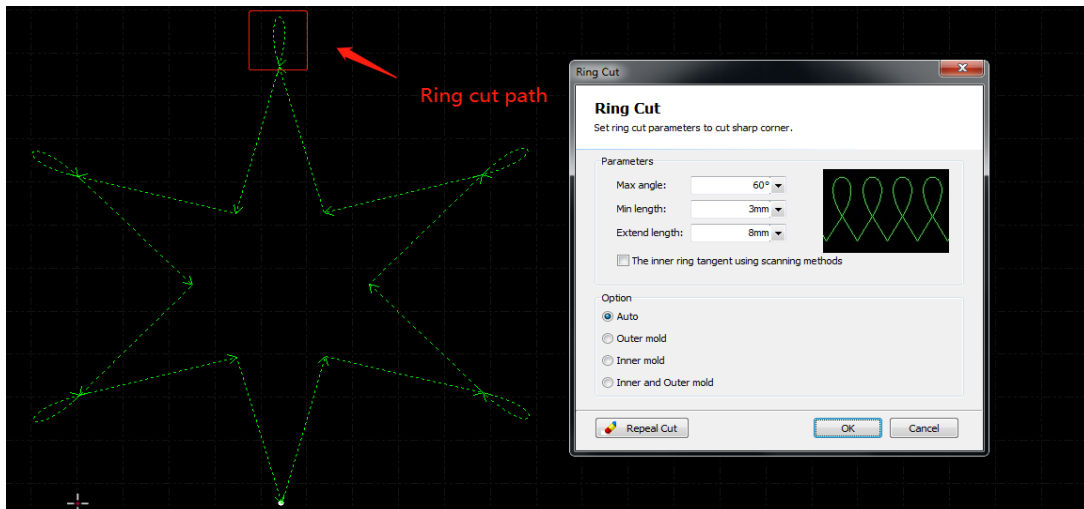 Ring cut path
Ring Cut
Ring Cut
Set ring cut parameters to cut sharp corner.
Parameters
Max angle: 60°
Min length: 3mm
Extend length: 8mm
The inner ring tangent using scanning methods
Option
Auto
Outer mold
Inner mold
Inner and Outer mold
Repeal Cut OK Cancel